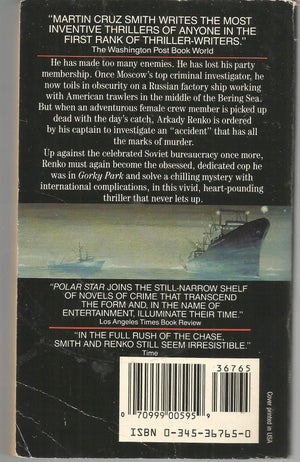 "MARTIN CRUZ SMITH WRITES THE MOST
INVENTIVE THRILLERS OF ANYONE IN THE
FIRST RANK OF THRILLER-WRITERS."
The Washington Post Book World
He has made too many enemies. He has lost his party
membership. Once Moscow's top criminal investigator, he
now toils in obscurity on a Russian factory ship working
with American trawlers in the middle of the Bering Sea.
But when an adventurous female crew member is picked up
dead with the day's catch, Arkady Renko is ordered
by his captain to investigate an "accident" that has all
the marks of murder.
Up against the celebrated Soviet bureaucracy once more,
Renko must again become the obsessed, dedicated cop he
was in Gorky Park and solve a chilling mystery with
international complications, in this vivid, heart-pounding
thriller that never lets up.
"POLAR STAR JOINS THE STILL-NARROW SHELF
OF NOVELS OF CRIME THAT TRANSCEND
THE FORM AND, IN THE NAME OF
ENTERTAINMENT, ILLUMINATE THEIR TIME."
Los Angeles Times Book Review
"IN THE FULL RUSH OF THE CHASE,
SMITH AND RENKO STILL SEEM IRRESISTIBLE."
Time
36765
0 70999 00595 9
ISBN 0-345-36765-0
Cover printed in USA